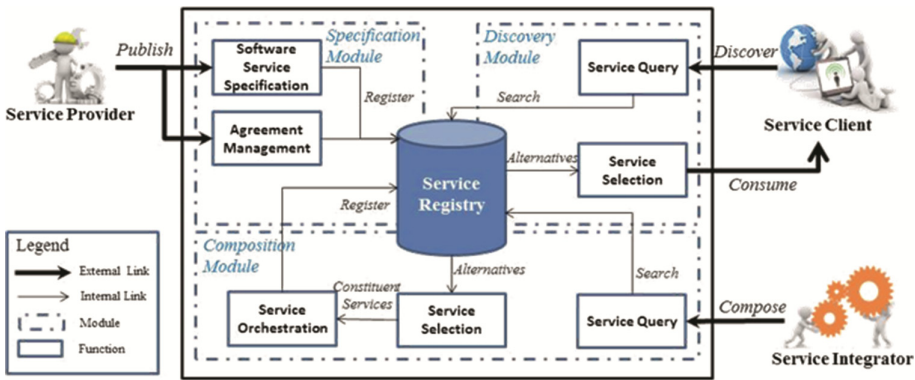 Publish
Service Provider
Specification
Module
Software
Service
Specification
Register
Agreement
Management
Discovery
Module
Service Query
Search
Discover
Service Client
Service
Registry
Alternatives
Service
Selection
Consume
Register
Composition
Module
Alternatives
Constituent
Services
Service
Orchestration
Service
Selection
Search
Service Query
Compose
Service Integrator
Legend
External Link
Internal Link
Module
Function